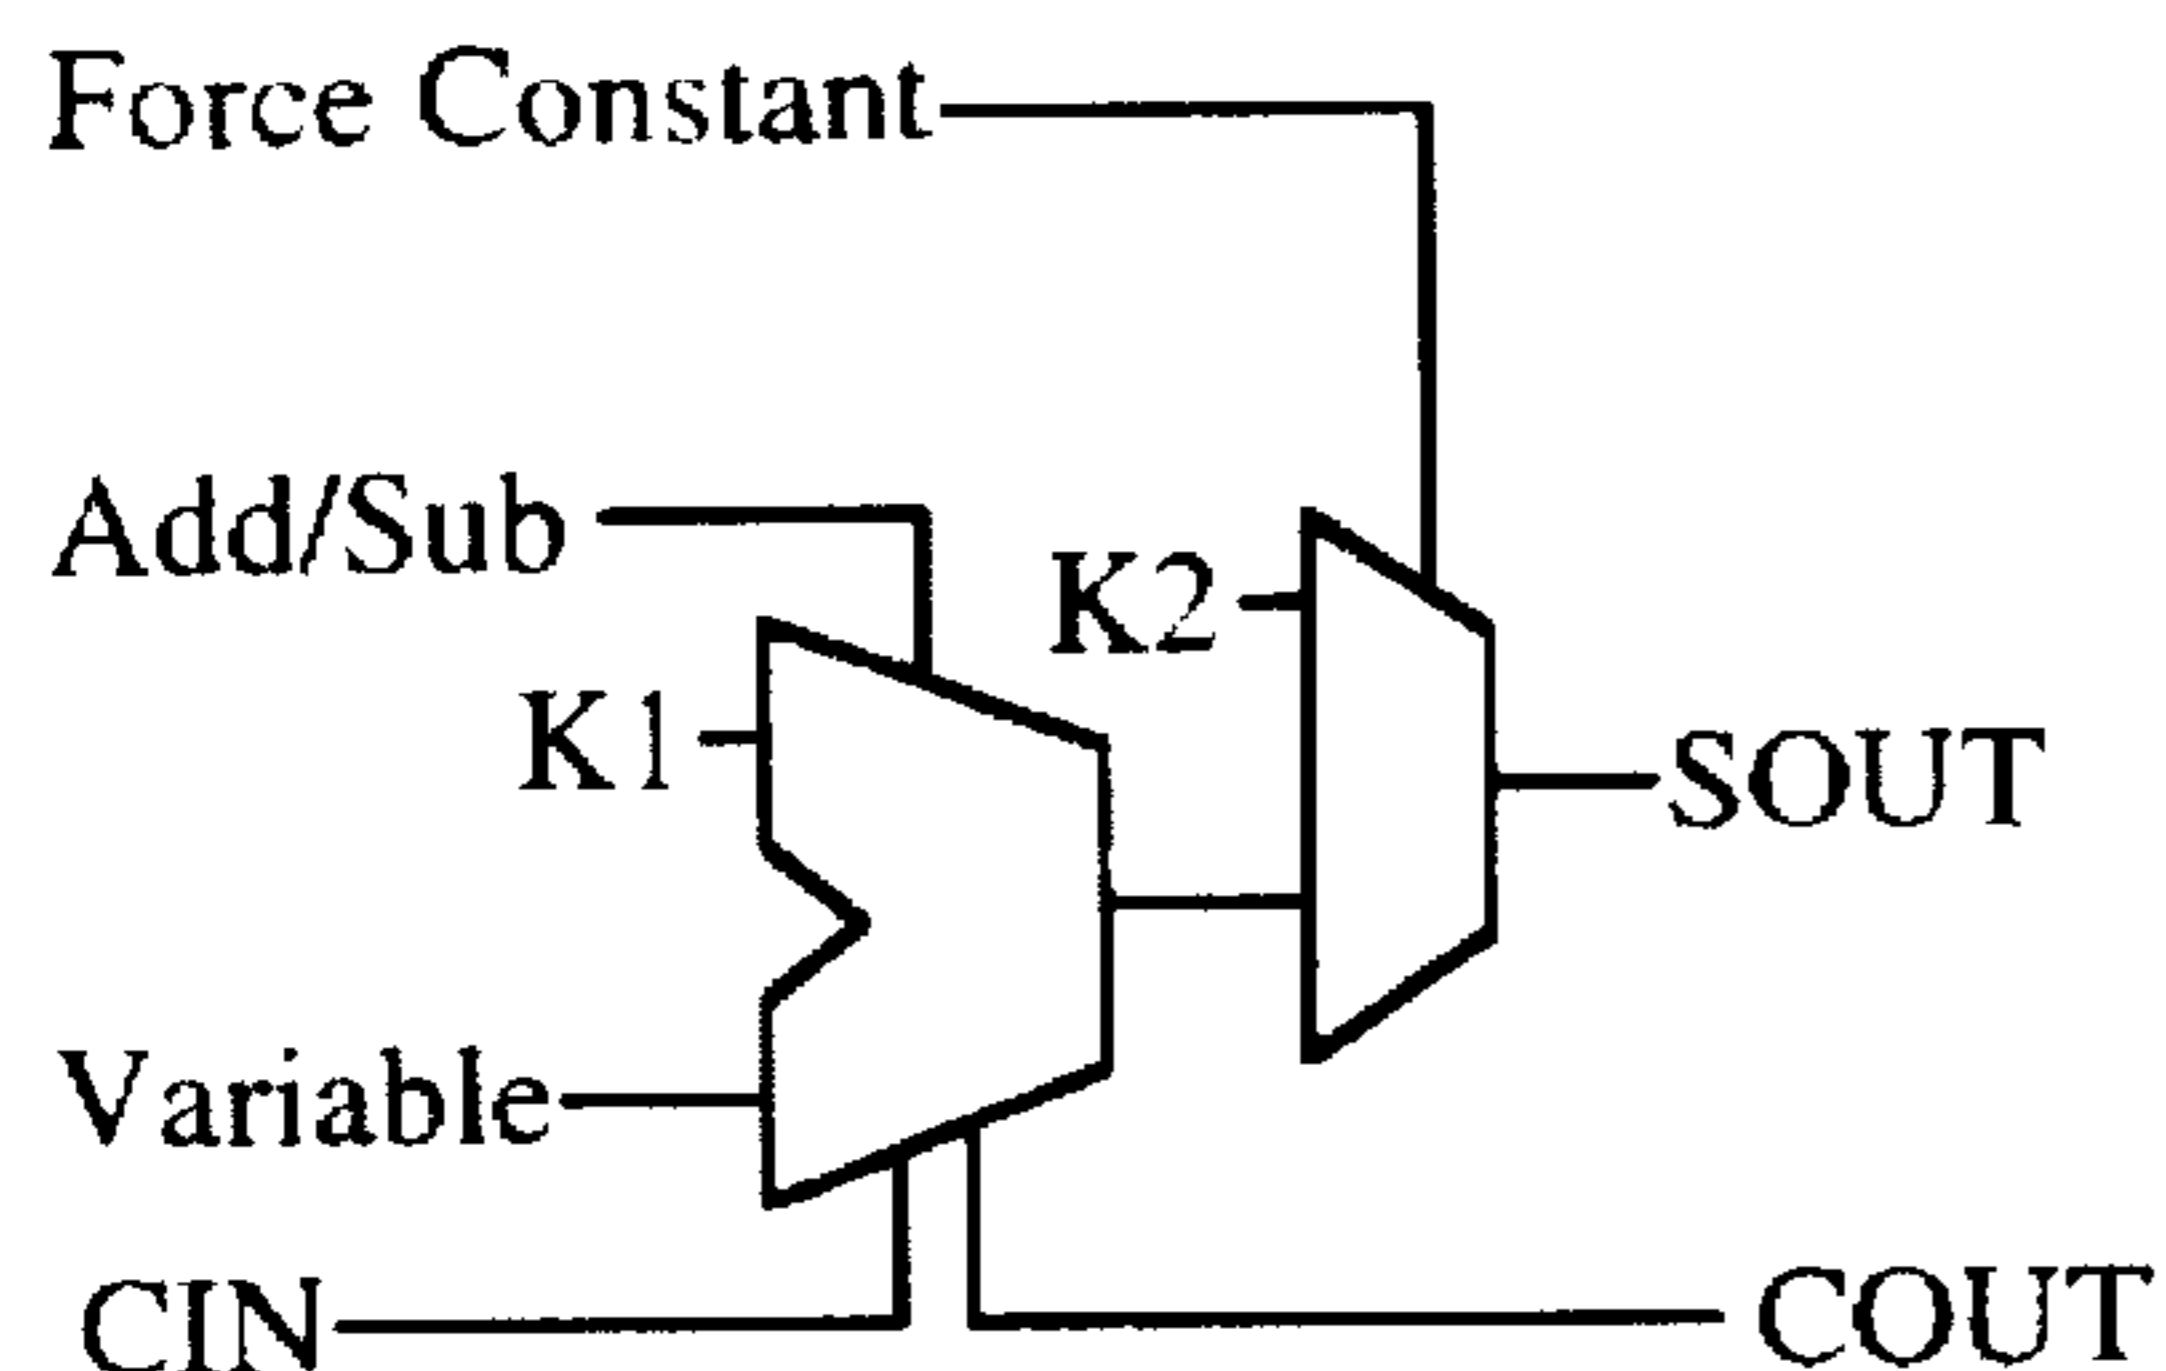 Force Constant
Add/Sub
K2
K1
SOUT
Variable
CIN
COUT